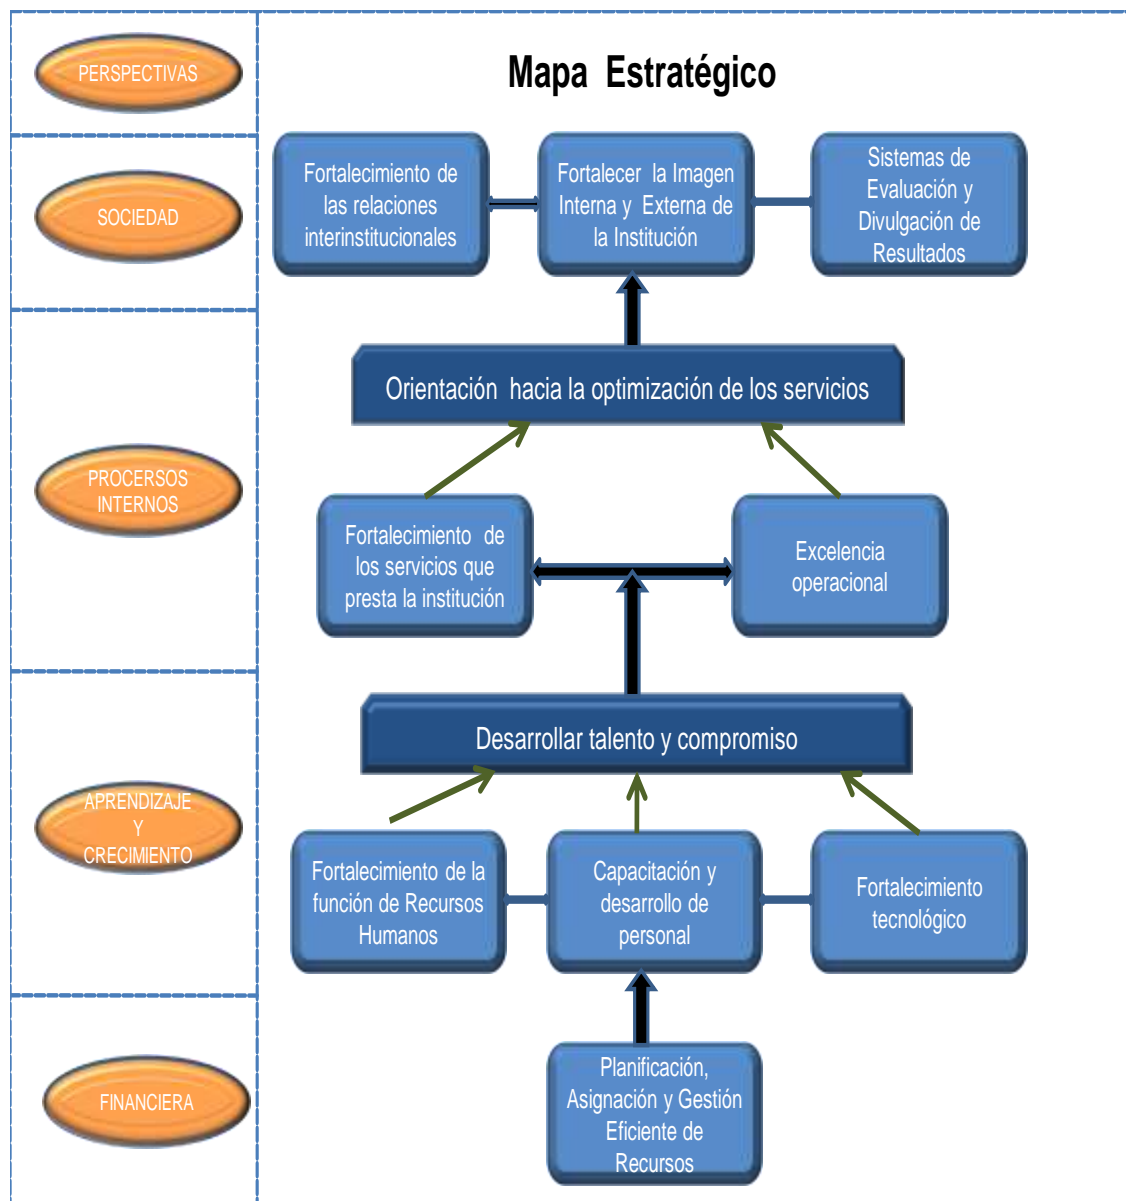 PERSPECTIVAS
Mapa Estratégico
SOCIEDAD
Fortalecimiento de
las relaciones
interinstitucionales
Fortalecer la Imagen
Interna y Externa de
la Institución
Sistemas de
Evaluación y
Divulgación de
Resultados
Orientación hacia la optimización de los servicios
PROCERSOS
INTERNOS
Fortalecimiento de
los servicios que
presta la institución
Excelencia
operacional
Desarrollar talento y compromiso
APRENDIZAJE
Y
CRECIMIENTO
Fortalecimiento de la
función de Recursos
Humanos
Capacitación y
desarrollo de
personal
Fortalecimiento
tecnológico
FINANCIERA
Planificación,
Asignación y Gestión
Eficiente de
Recursos